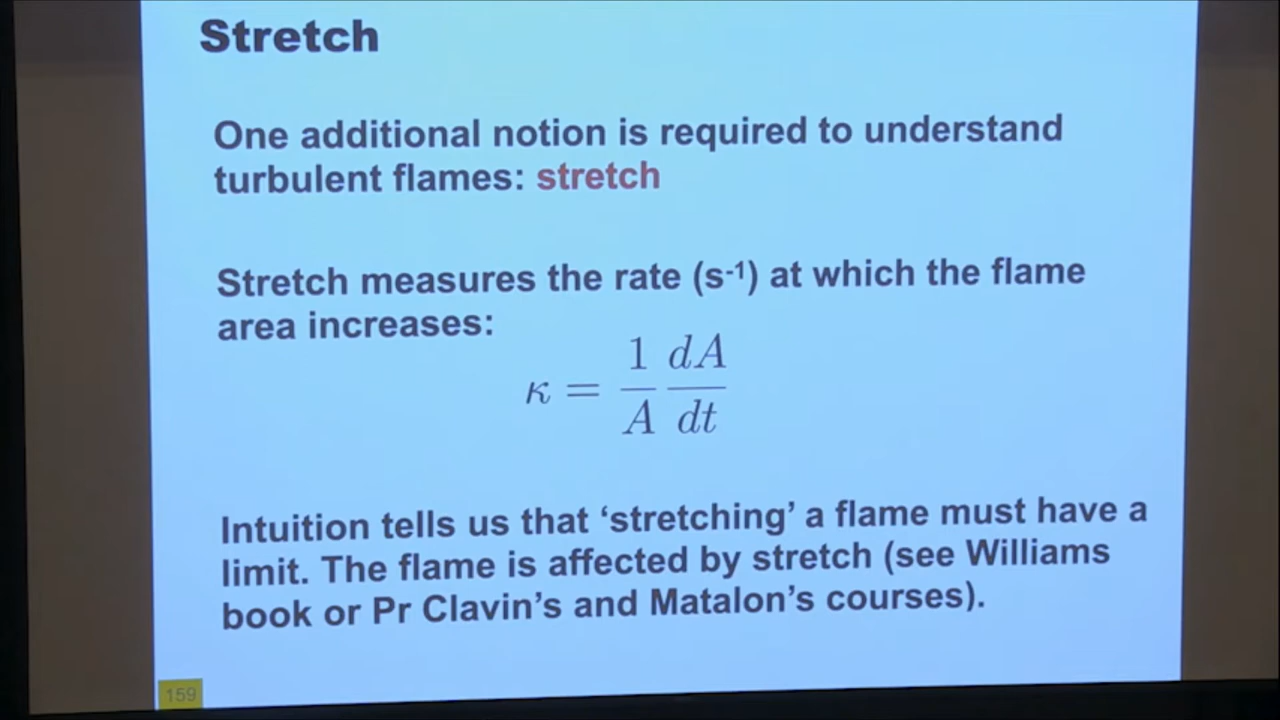 Stretch
One additional notion is required to understand
turbulent flames: stretch
Stretch measures the rate (s⁻¹) at which the flame
area increases:
κ = 1/A dA/dt
Intuition tells us that ‘stretching’ a flame must have a
limit. The flame is affected by stretch (see Williams
book or Pr Clavin’s and Matalon’s courses).
159